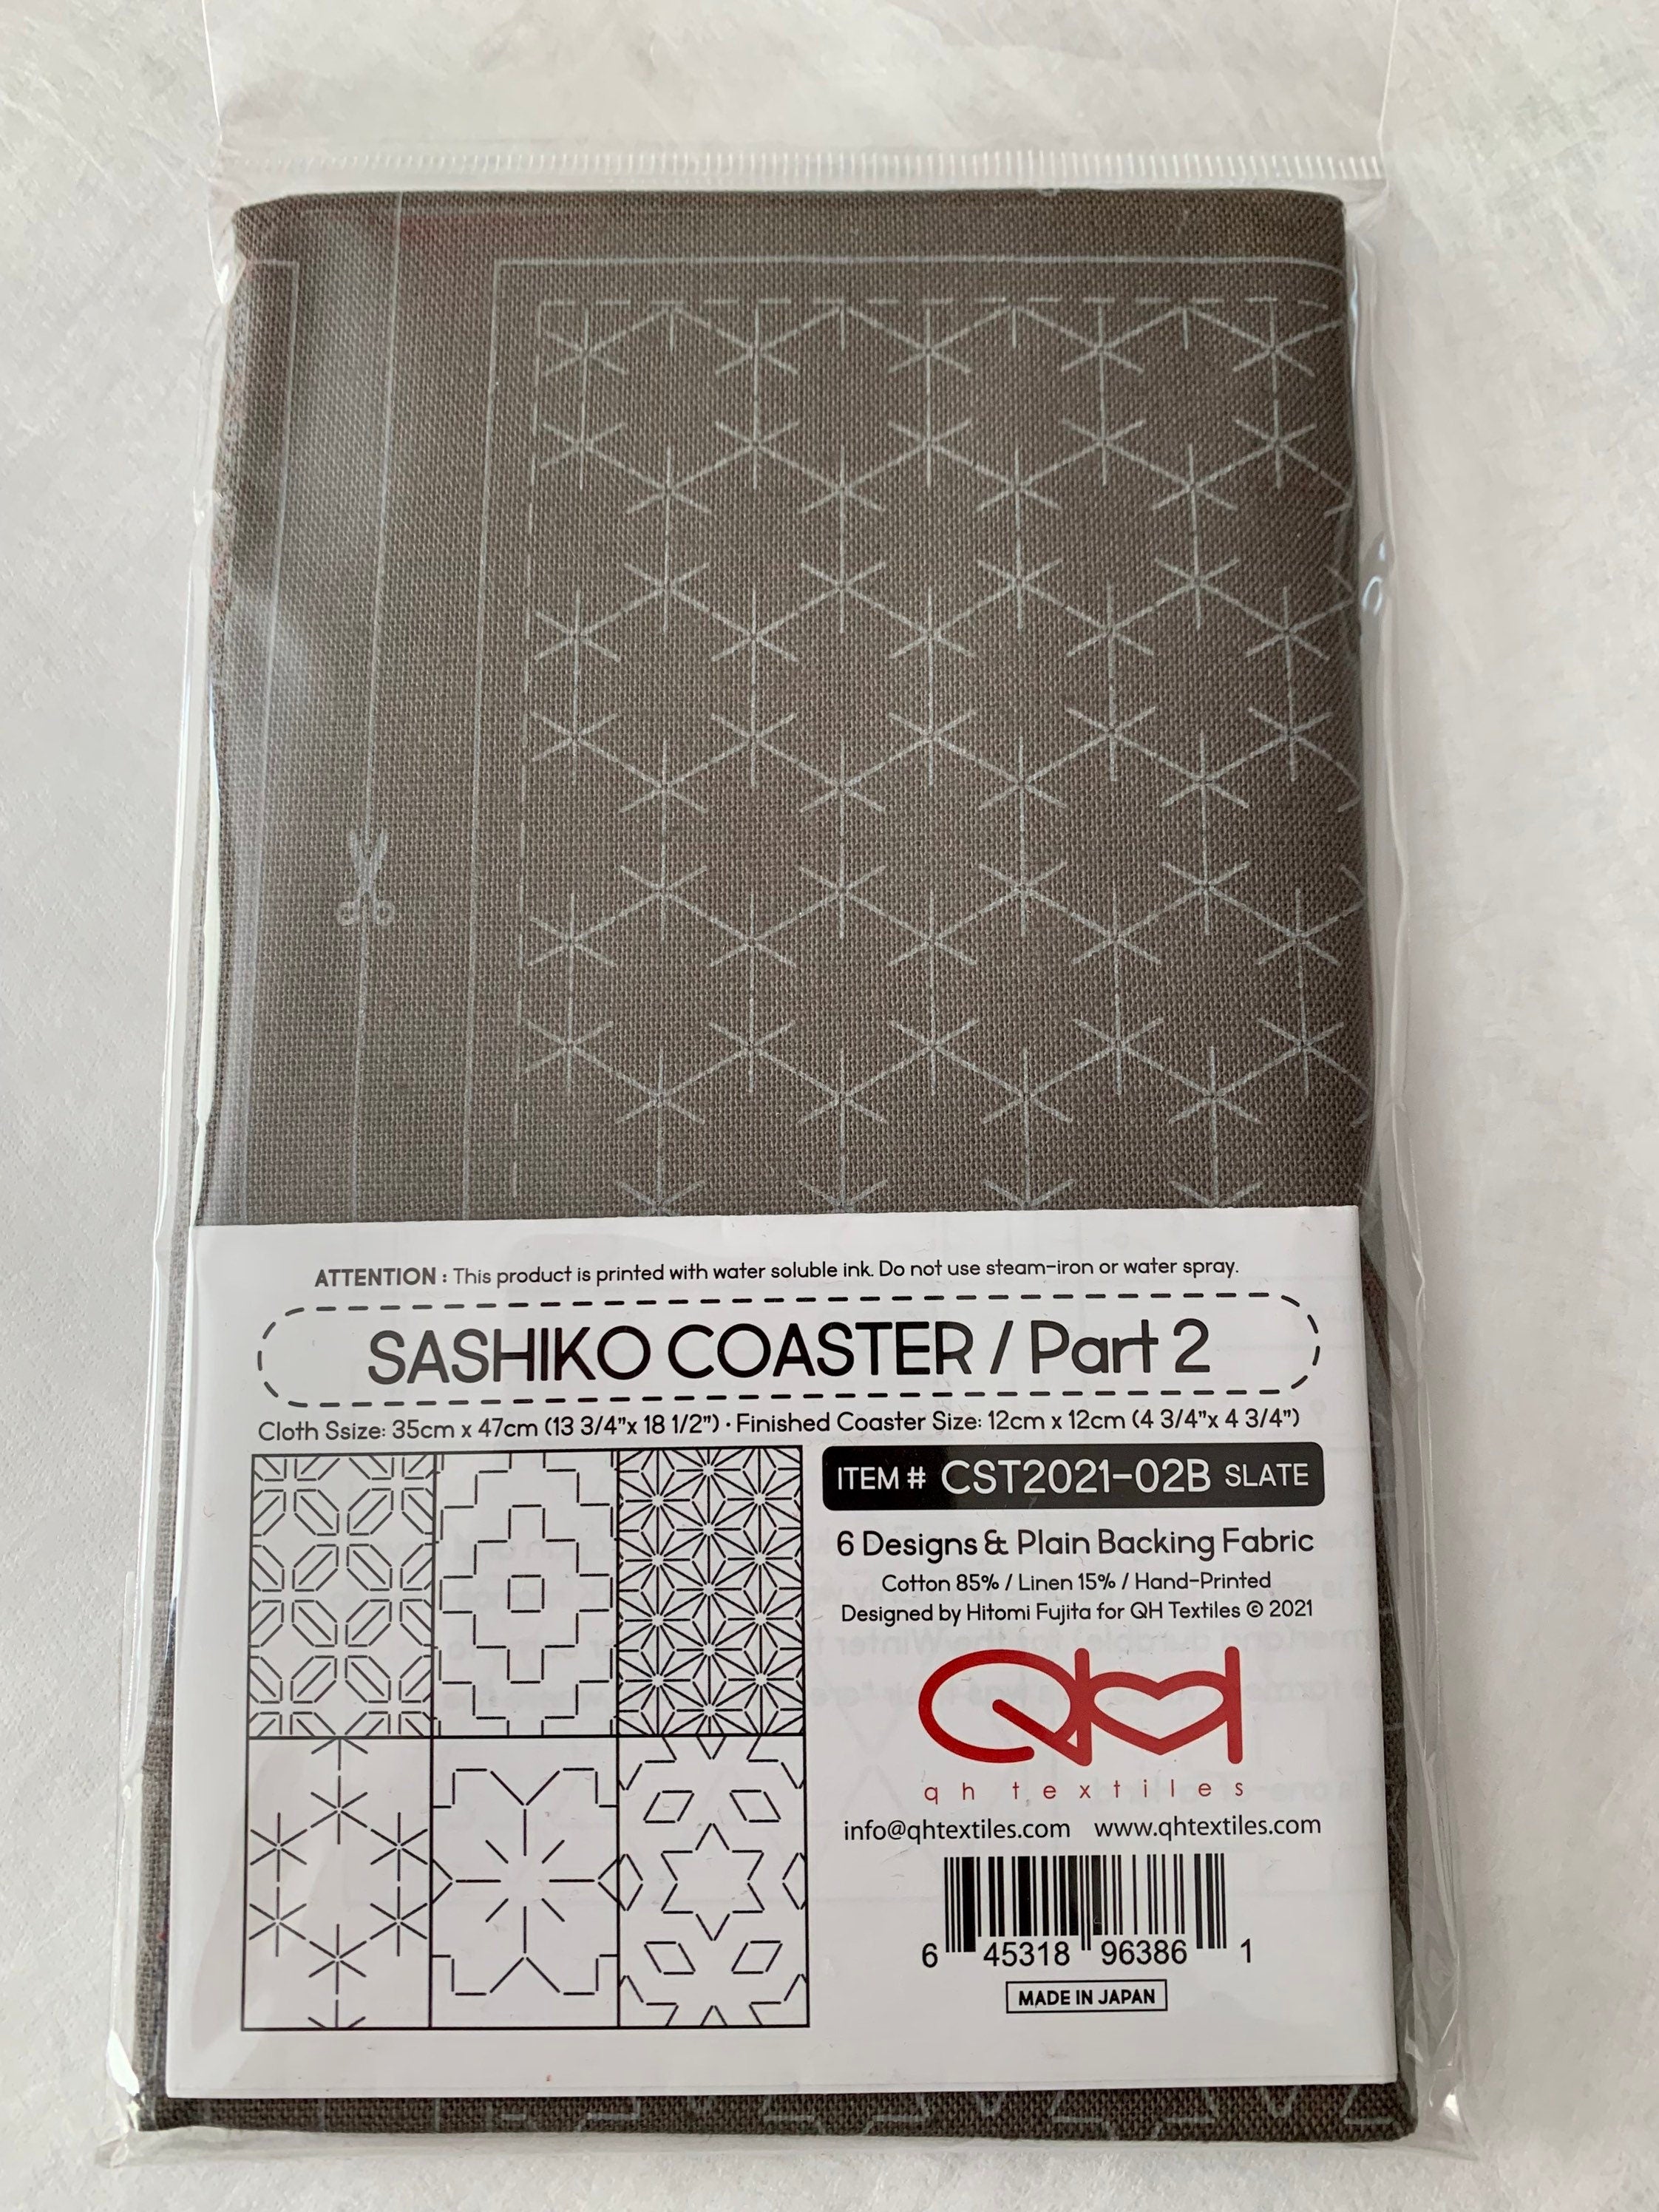 ATTENTION : This product is printed with water soluble ink. Do not use steam-iron or water spray.
SASHIKO COASTER / Part 2
Cloth Ssize: 35cm x 47cm (13 3/4"x 18 1/2") · Finished Coaster Size: 12cm x 12cm (4 3/4"x 4 3/4")
ITEM # CST2021-02B SLATE
6 Designs & Plain Backing Fabric
Cotton 85% / Linen 15% / Hand-Printed
Designed by Hitomi Fujita for QH Textiles © 2021
QH
qh textiles
info@qhtextiles.com www.qhtextiles.com
6 45318 96386 1
MADE IN JAPAN